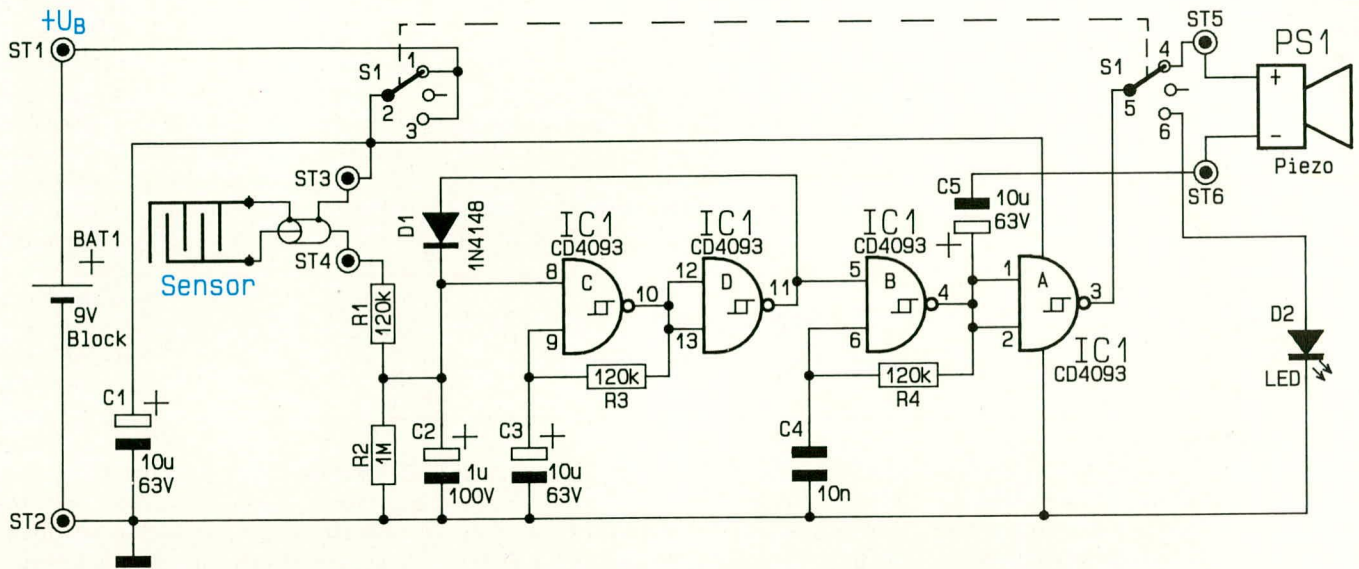 +UB
ST1
S1
1
2
3
S1
4
5
6
ST5
PS1
+
−
Piezo
ST6
ST3
ST4
Sensor
BAT1
+
9V
Block
D1
1N4148
IC1
CD4093
8
C
10
9
IC1
CD4093
12
D
11
13
IC1
CD4093
5
B
4
6
C5
10u
63V
+
1
A
3
2
IC1
CD4093
R1
120k
120k
R3
120k
R4
D2
LED
C1
+
10u
63V
R2
1M
C2
+
1u
100V
C3
+
10u
63V
C4
10n
ST2